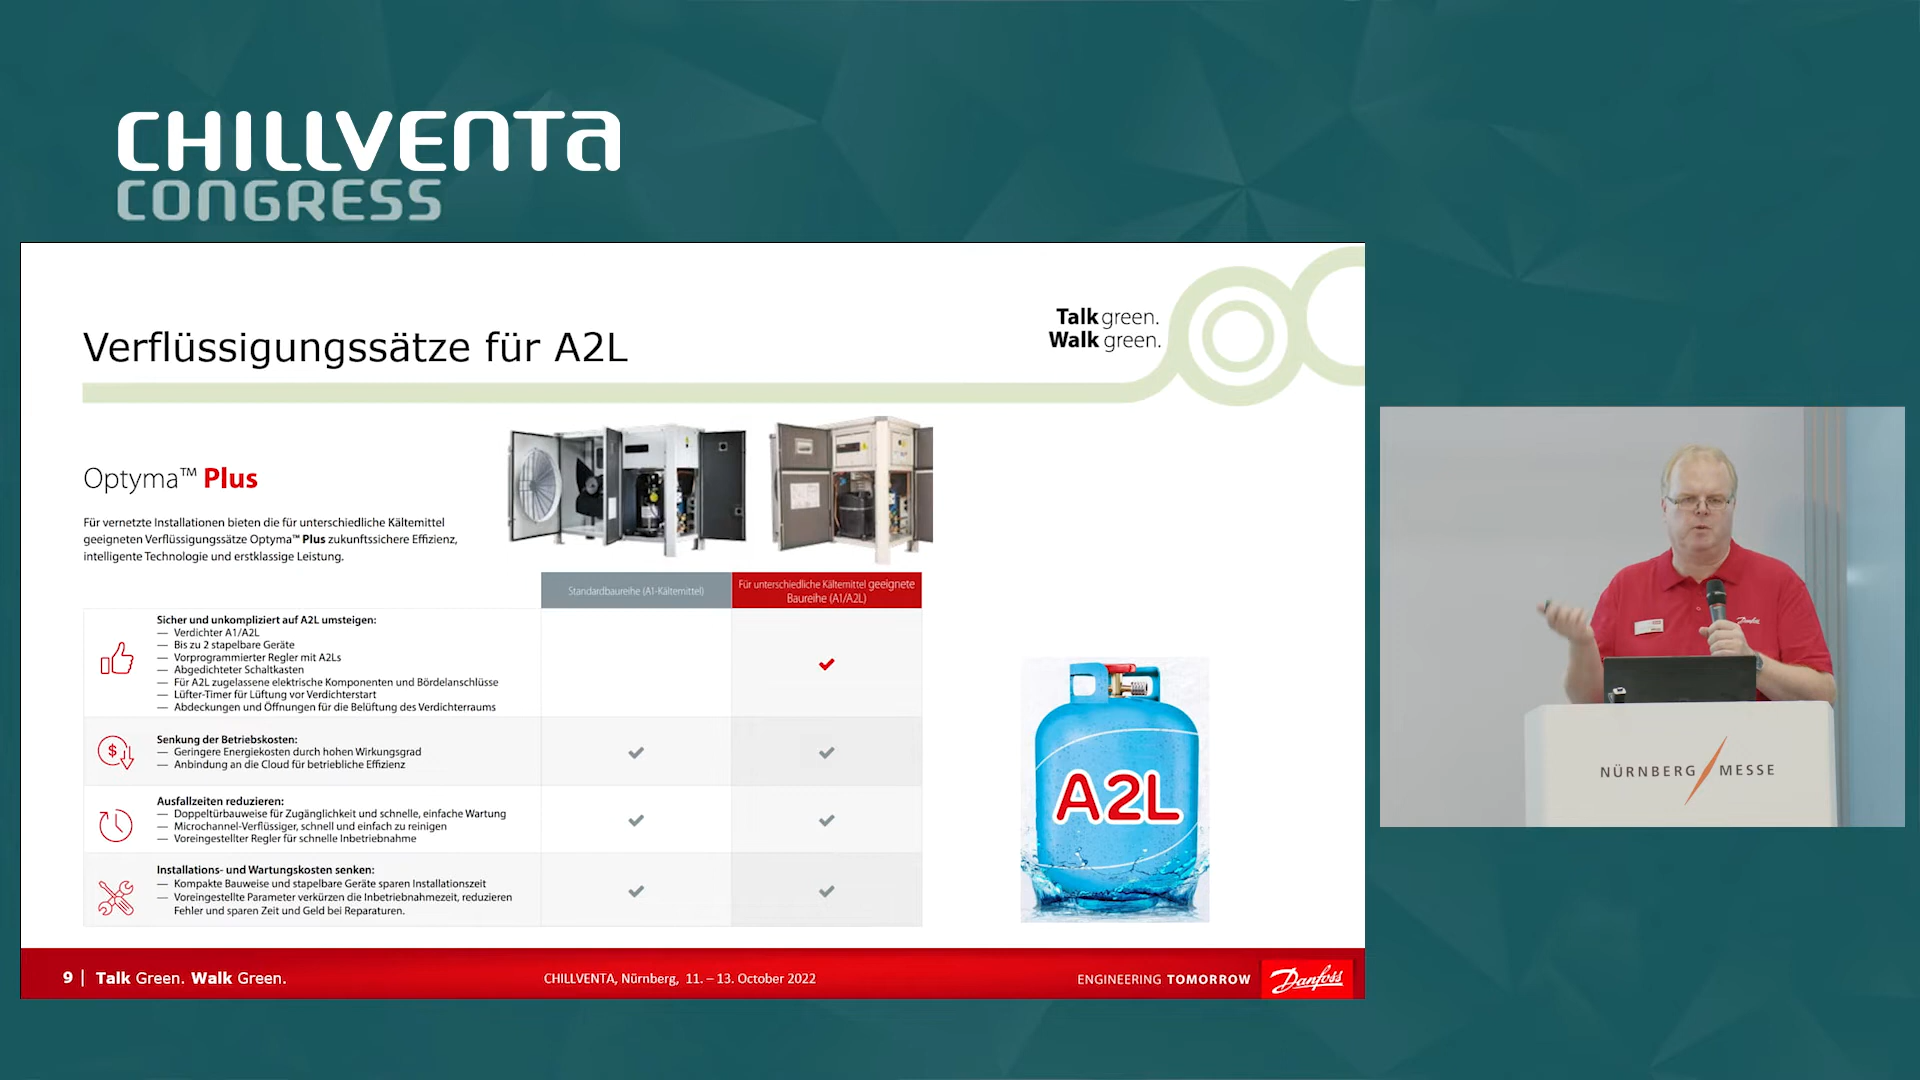 CHILLVENTA
CONGRESS
Verflüssigungssätze für A2L
Talk green.
Walk green.
Optyma™ Plus
Für vernetzte Installationen bieten die für unterschiedliche Kältemittel
geeigneten Verflüssigungssätze Optyma™ Plus zukunftssichere Effizienz,
intelligente Technologie und erstklassige Leistung.
Standardbaureihe (A1-Kältemittel)
Für unterschiedliche Kältemittel geeignete
Baureihe (A1/A2L)
Sicher und unkompliziert auf A2L umsteigen:
— Verdichter A1/A2L
— Bis zu 2 stapelbare Geräte
— Vorprogrammierter Regler mit A2Ls
— Abgedichteter Schaltkasten
— Für A2L zugelassene elektrische Komponenten und Bördelanschlüsse
— Lüfter-Timer für Lüftung vor Verdichterstart
— Abdeckungen und Öffnungen für die Belüftung des Verdichterraums
Senkung der Betriebskosten:
— Geringere Energiekosten durch hohen Wirkungsgrad
— Anbindung an die Cloud für betriebliche Effizienz
Ausfallzeiten reduzieren:
— Doppeltürbauweise für Zugänglichkeit und schnelle, einfache Wartung
— Microchannel-Verflüssiger, schnell und einfach zu reinigen
— Voreingestellter Regler für schnelle Inbetriebnahme
Installations- und Wartungskosten senken:
— Kompakte Bauweise und stapelbare Geräte sparen Installationszeit
— Voreingestellte Parameter verkürzen die Inbetriebnahmezeit, reduzieren
Fehler und sparen Zeit und Geld bei Reparaturen.
A2L
9 | Talk Green. Walk Green.
CHILLVENTA, Nürnberg, 11. – 13. October 2022
ENGINEERING TOMORROW
Danfoss
Danfoss
NÜRNBERG MESSE